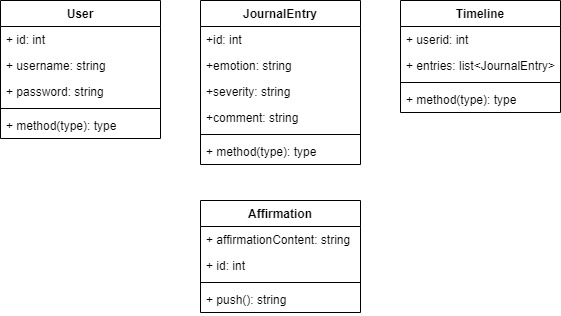 User
+ id: int
+ username: string
+ password: string
+ method(type): type
JournalEntry
+id: int
+emotion: string
+severity: string
+comment: string
+ method(type): type
Timeline
+ userid: int
+ entries: list<JournalEntry>
+ method(type): type
Affirmation
+ affirmationContent: string
+ id: int
+ push(): string